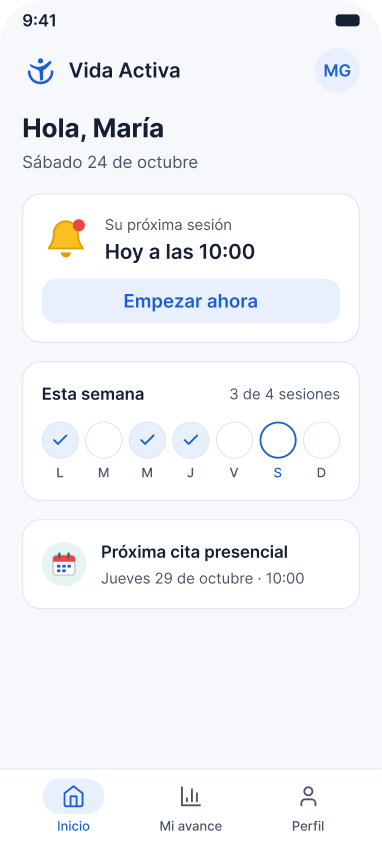 9:41
Vida Activa
MG
Hola, María
Sábado 24 de octubre
Su próxima sesión
Hoy a las 10:00
Empezar ahora
Esta semana
3 de 4 sesiones
L M M J V S D
Próxima cita presencial
Jueves 29 de octubre · 10:00
Inicio
Mi avance
Perfil